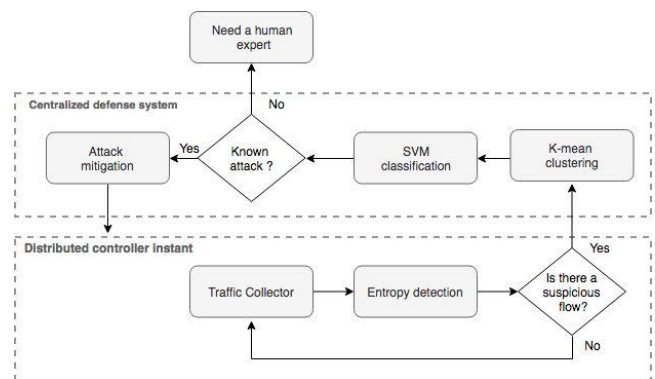 Need a human
expert
No
Centralized defense system
Attack
mitigation
Yes
Known
attack ?
SVM
classification
K-mean
clustering
Distributed controller instant
Yes
Traffic Collector
Entropy detection
Is there a
suspicious
flow?
No